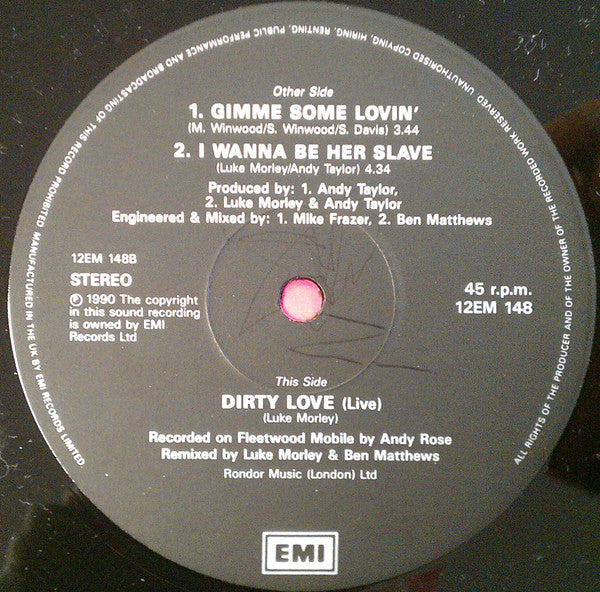 ALL RIGHTS OF THE PRODUCER AND OF THE OWNER OF THE RECORDED WORK RESERVED UNAUTHORISED COPYING, HIRING, RENTING, PUBLIC PERFORMANCE AND BROADCASTING OF THIS RECORD PROHIBITED MANUFACTURED IN THE UK BY EMI RECORDS LIMITED
Other Side
1. GIMME SOME LOVIN'
(M. Winwood/S. Winwood/S. Davis) 3.44
2. I WANNA BE HER SLAVE
(Luke Morley/Andy Taylor) 4.34
Produced by: 1. Andy Taylor,
2. Luke Morley & Andy Taylor
Engineered & Mixed by: 1. Mike Frazer, 2. Ben Matthews
12EM 148B
STEREO
℗ 1990 The copyright
in this sound recording
is owned by EMI
Records Ltd
45 r.p.m.
12EM 148
This Side
DIRTY LOVE (Live)
(Luke Morley)
Recorded on Fleetwood Mobile by Andy Rose
Remixed by Luke Morley & Ben Matthews
Rondor Music (London) Ltd
EMI